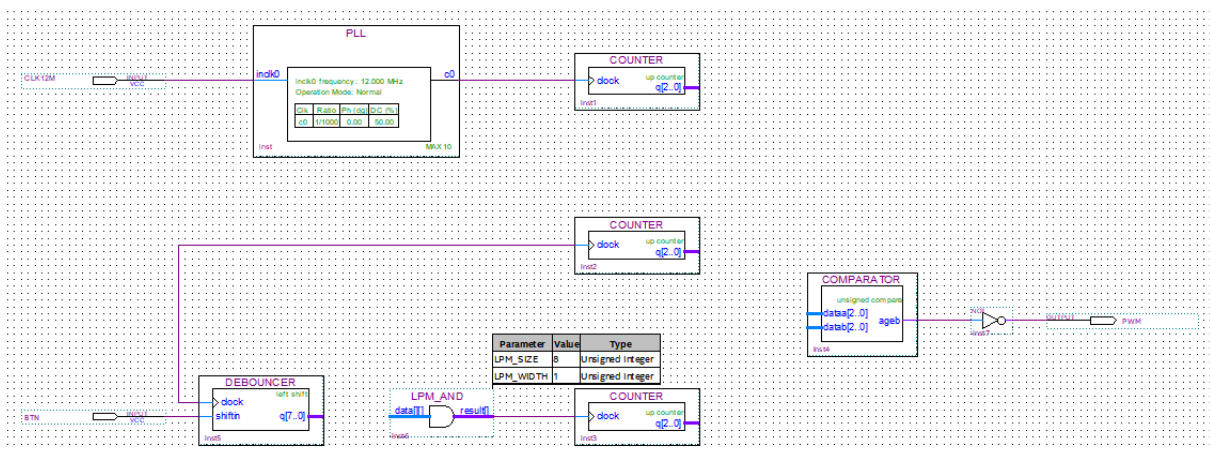 PLL
CLK12M
INPUT
VCC
inclk0
c0
inclk0 frequency : 12.000 MHz
Operation Mode: Normal
Clk Ratio Ph (dg) DC (%)
c0 1/1000 0.00 50.00
inst
MAX 10
COUNTER
up counter
clock
q[2..0]
inst1
COUNTER
up counter
clock
q[2..0]
inst2
COMPARATOR
unsigned compare
dataa[2..0]
datab[2..0]
ageb
inst4
NOT
inst7
OUTPUT
PWM
Parameter Value Type
LPM_SIZE 8 Unsigned Integer
LPM_WIDTH 1 Unsigned Integer
DEBOUNCER
left shift
clock
shiftin
q[7..0]
inst5
BTN
INPUT
VCC
LPM_AND
data[][]
result[]
inst6
COUNTER
up counter
clock
q[2..0]
inst3